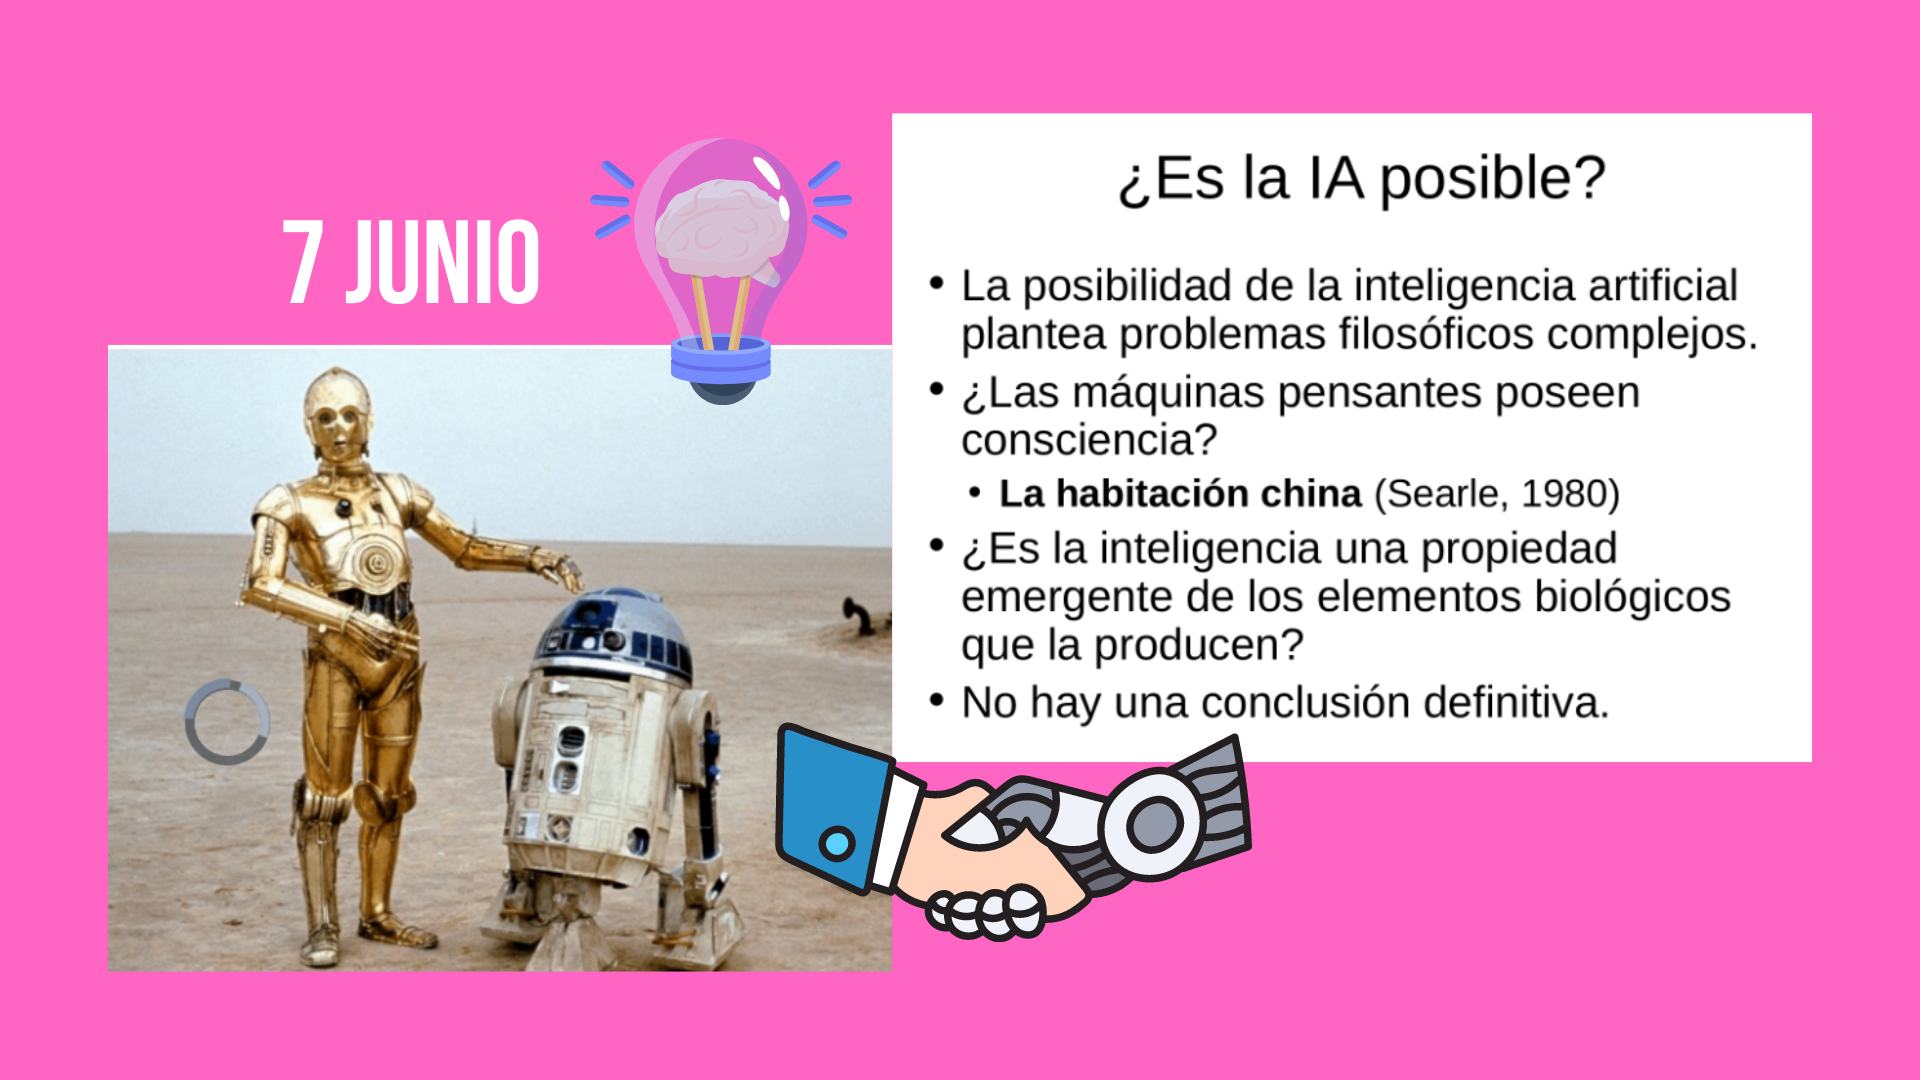 7 JUNIO
¿Es la IA posible?
• La posibilidad de la inteligencia artificial
plantea problemas filosóficos complejos.
• ¿Las máquinas pensantes poseen
consciencia?
• La habitación china (Searle, 1980)
• ¿Es la inteligencia una propiedad
emergente de los elementos biológicos
que la producen?
• No hay una conclusión definitiva.